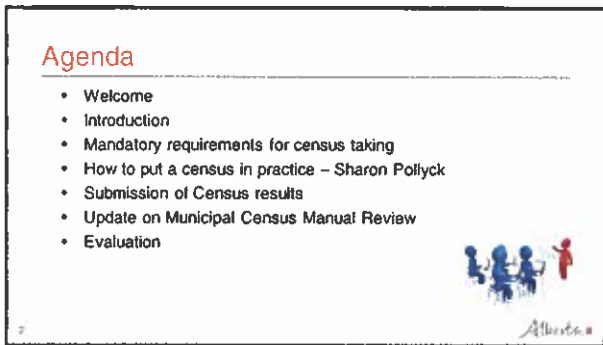 Agenda
• Welcome
• Introduction
• Mandatory requirements for census taking
• How to put a census in practice – Sharon Pollyck
• Submission of Census results
• Update on Municipal Census Manual Review
• Evaluation
2
Alberta